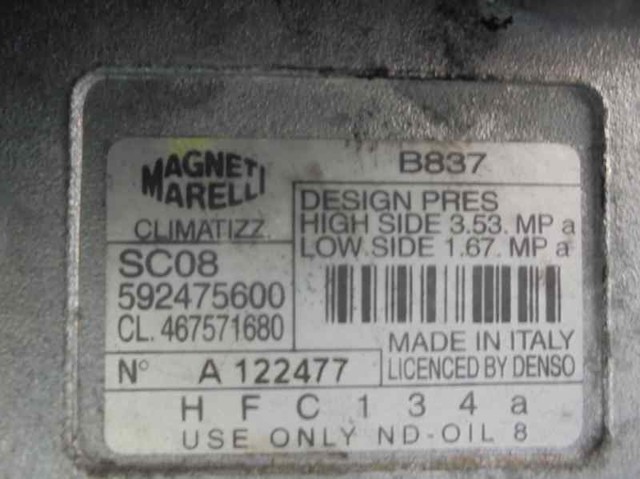 MAGNETI MARELLI
B837
CLIMATIZZ.
DESIGN PRES
HIGH SIDE 3.53. MP a
LOW SIDE 1.67. MP a
SC08
592475600
CL. 467571680
MADE IN ITALY
LICENCED BY DENSO
N° A 122477
H F C 1 3 4 a
USE ONLY ND-OIL 8